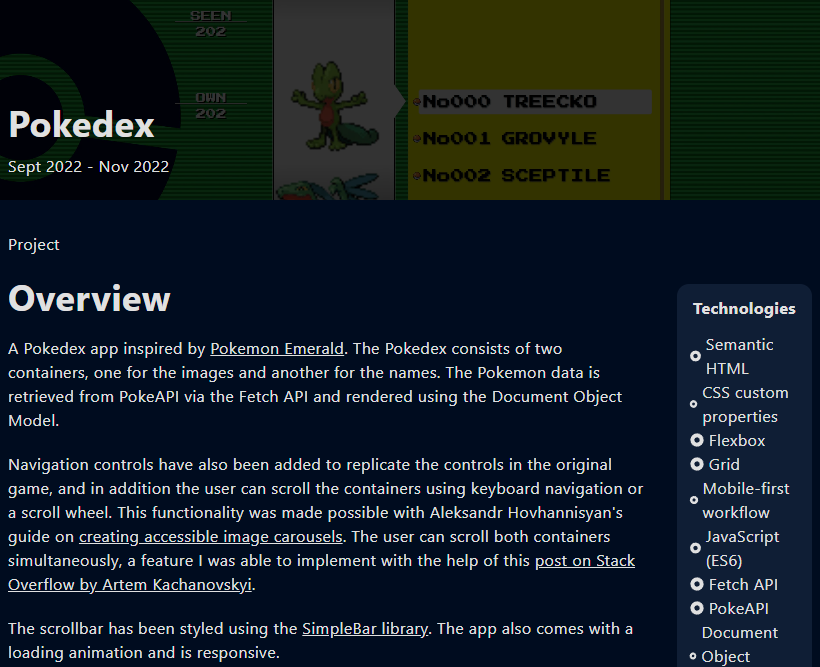 SEEN
202
OWN
202
No000 TREECKO
No001 GROVYLE
No002 SCEPTILE
Pokedex
Sept 2022 - Nov 2022
Project
Overview
A Pokedex app inspired by Pokemon Emerald. The Pokedex consists of two
containers, one for the images and another for the names. The Pokemon data is
retrieved from PokeAPI via the Fetch API and rendered using the Document Object
Model.
Navigation controls have also been added to replicate the controls in the original
game, and in addition the user can scroll the containers using keyboard navigation or
a scroll wheel. This functionality was made possible with Aleksandr Hovhannisyan's
guide on creating accessible image carousels. The user can scroll both containers
simultaneously, a feature I was able to implement with the help of this post on Stack
Overflow by Artem Kachanovskyi.
The scrollbar has been styled using the SimpleBar library. The app also comes with a
loading animation and is responsive.
Technologies
Semantic
HTML
CSS custom
properties
Flexbox
Grid
Mobile-first
workflow
JavaScript
(ES6)
Fetch API
PokeAPI
Document
Object